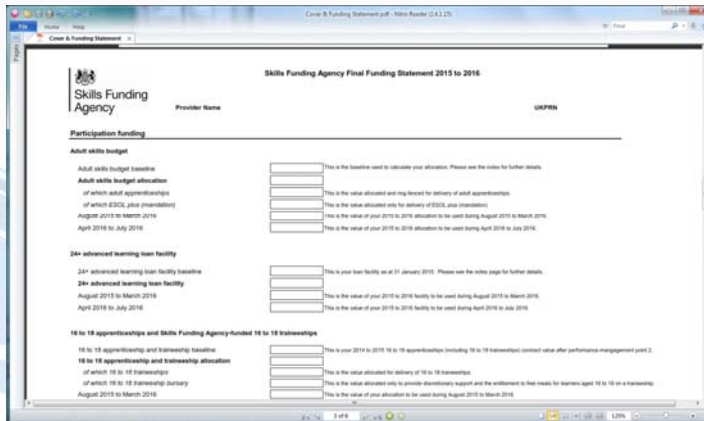 Cover & Funding Statement.pdf - Nitro Reader (2.4.1.15)
File Home Help
Find
Cover & Funding Statement
Pages
Skills Funding Agency Final Funding Statement 2015 to 2016
Skills Funding
Agency
Provider Name UKPRN
Participation funding
Adult skills budget
Adult skills budget baseline This is the baseline used to calculate your allocation. Please see the notes for further details.
Adult skills budget allocation
of which adult apprenticeships This is the value allocated and ring-fenced for delivery of adult apprenticeships.
of which ESOL plus (mandation) This is the value allocated only for delivery of ESOL plus (mandation)
August 2015 to March 2016 This is the value of your 2015 to 2016 allocation to be used during August 2015 to March 2016.
April 2016 to July 2016 This is the value of your 2015 to 2016 allocation to be used during April 2016 to July 2016.
24+ advanced learning loan facility
24+ advanced learning loan facility baseline This is your loan facility as at 31 January 2015. Please see the notes page for further details.
24+ advanced learning loan facility
August 2015 to March 2016 This is the value of your 2015 to 2016 facility to be used during August 2015 to March 2016.
April 2016 to July 2016 This is the value of your 2015 to 2016 facility to be used during April 2016 to July 2016.
16 to 18 apprenticeships and Skills Funding Agency-funded 16 to 18 traineeships
16 to 18 apprenticeship and traineeship baseline This is your 2014 to 2015 16 to 18 apprenticeships (including 16 to 18 traineeships) contract value after performance-mangagement point 2.
16 to 18 apprenticeship and traineeship allocation
of which 16 to 18 traineeships This is the value allocated for delivery of 16 to 18 traineeships.
of which 16 to 18 traineeship bursary This is the value allocated only to provide discretionary support and the entitlement to free meals for learners aged 16 to 18 on a traineeship.
August 2015 to March 2016 This is the value of your allocation to be used during August 2015 to March 2016
3 of 6 125%